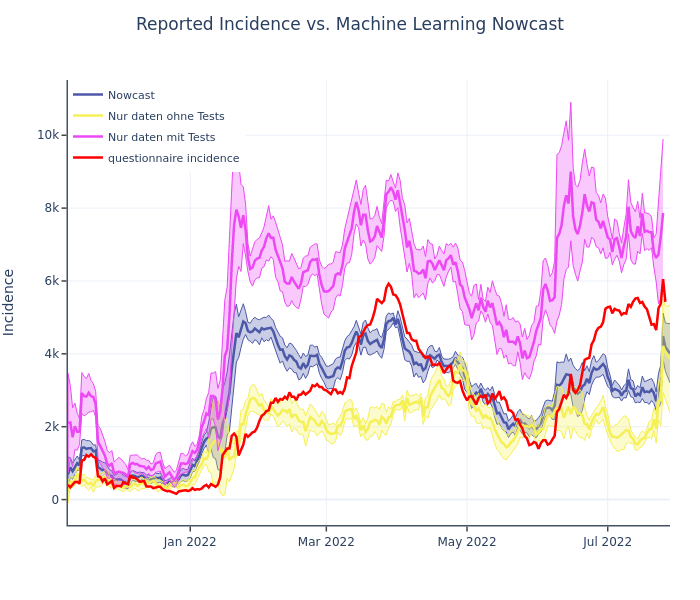 Reported Incidence vs. Machine Learning Nowcast
Nowcast
Nur daten ohne Tests
Nur daten mit Tests
questionnaire incidence
Incidence
10k
8k
6k
4k
2k
0
Jan 2022
Mar 2022
May 2022
Jul 2022